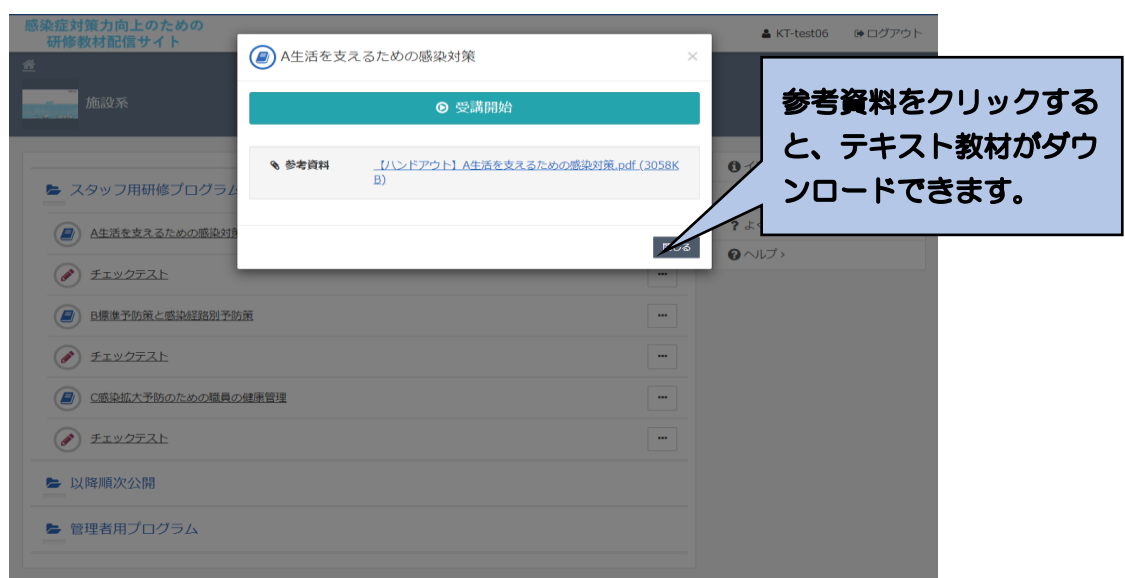 感染症対策力向上のための
研修教材配信サイト
KT-test06 ログアウト
施設系
A生活を支えるための感染対策
×
受講開始
参考資料
【ハンドアウト】A生活を支えるための感染対策.pdf (3058K
B)
参考資料をクリックする
と、テキスト教材がダウ
ンロードできます。
スタッフ用研修プログラム
A生活を支えるための感染対策
チェックテスト
B標準予防策と感染経路別予防策
チェックテスト
C感染拡大予防のための職員の健康管理
チェックテスト
以降順次公開
管理者用プログラム
? よく
ヘルプ ›